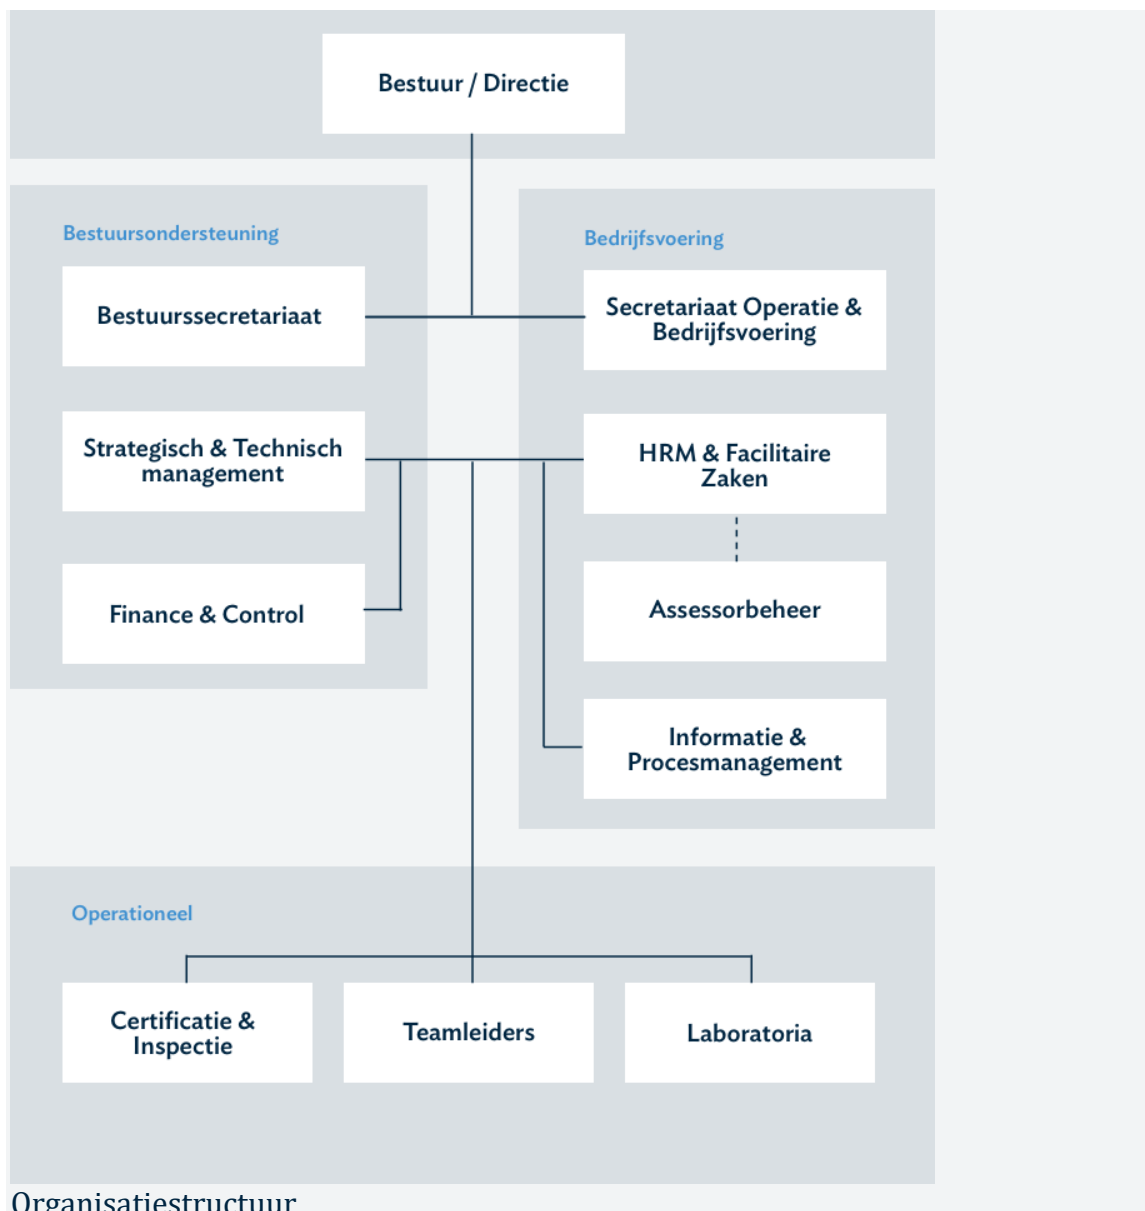 Bestuur / Directie
Bestuursondersteuning
Bestuurssecretariaat
Strategisch & Technisch
management
Finance & Control
Bedrijfsvoering
Secretariaat Operatie &
Bedrijfsvoering
HRM & Facilitaire
Zaken
Assessorbeheer
Informatie &
Procesmanagement
Operationeel
Certificatie &
Inspectie
Teamleiders
Laboratoria
Organisatiestructuur